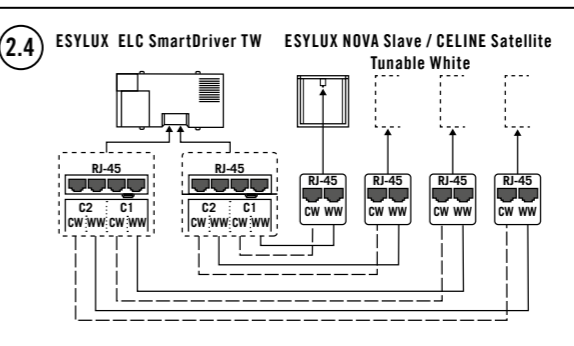 2.4
ESYLUX ELC SmartDriver TW
ESYLUX NOVA Slave / CELINE Satellite
Tunable White
RJ-45 RJ-45 RJ-45 RJ-45 RJ-45 RJ-45
C2 C1 C2 C1
CW WW CW WW CW WW CW WW CW WW CW WW CW WW CW WW